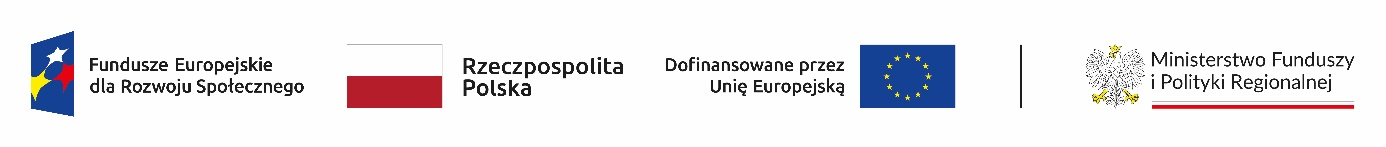 Fundusze Europejskie
dla Rozwoju Społecznego
Rzeczpospolita
Polska
Dofinansowane przez
Unię Europejską
Ministerstwo Funduszy
i Polityki Regionalnej